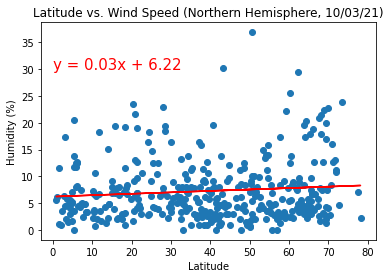 Latitude vs. Wind Speed (Northern Hemisphere, 10/03/21)
35
y = 0.03x + 6.22
30
25
20
15
10
5
0
Humidity (%)
0 10 20 30 40 50 60 70 80
Latitude